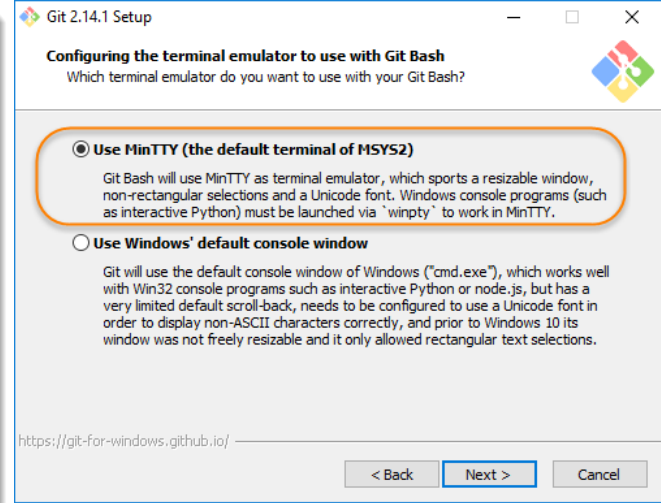 Git 2.14.1 Setup
Configuring the terminal emulator to use with Git Bash
Which terminal emulator do you want to use with your Git Bash?
Use MinTTY (the default terminal of MSYS2)
Git Bash will use MinTTY as terminal emulator, which sports a resizable window,
non-rectangular selections and a Unicode font. Windows console programs (such
as interactive Python) must be launched via `winpty` to work in MinTTY.
Use Windows' default console window
Git will use the default console window of Windows ("cmd.exe"), which works well
with Win32 console programs such as interactive Python or node.js, but has a
very limited default scroll-back, needs to be configured to use a Unicode font in
order to display non-ASCII characters correctly, and prior to Windows 10 its
window was not freely resizable and it only allowed rectangular text selections.
https://git-for-windows.github.io/
< Back Next > Cancel